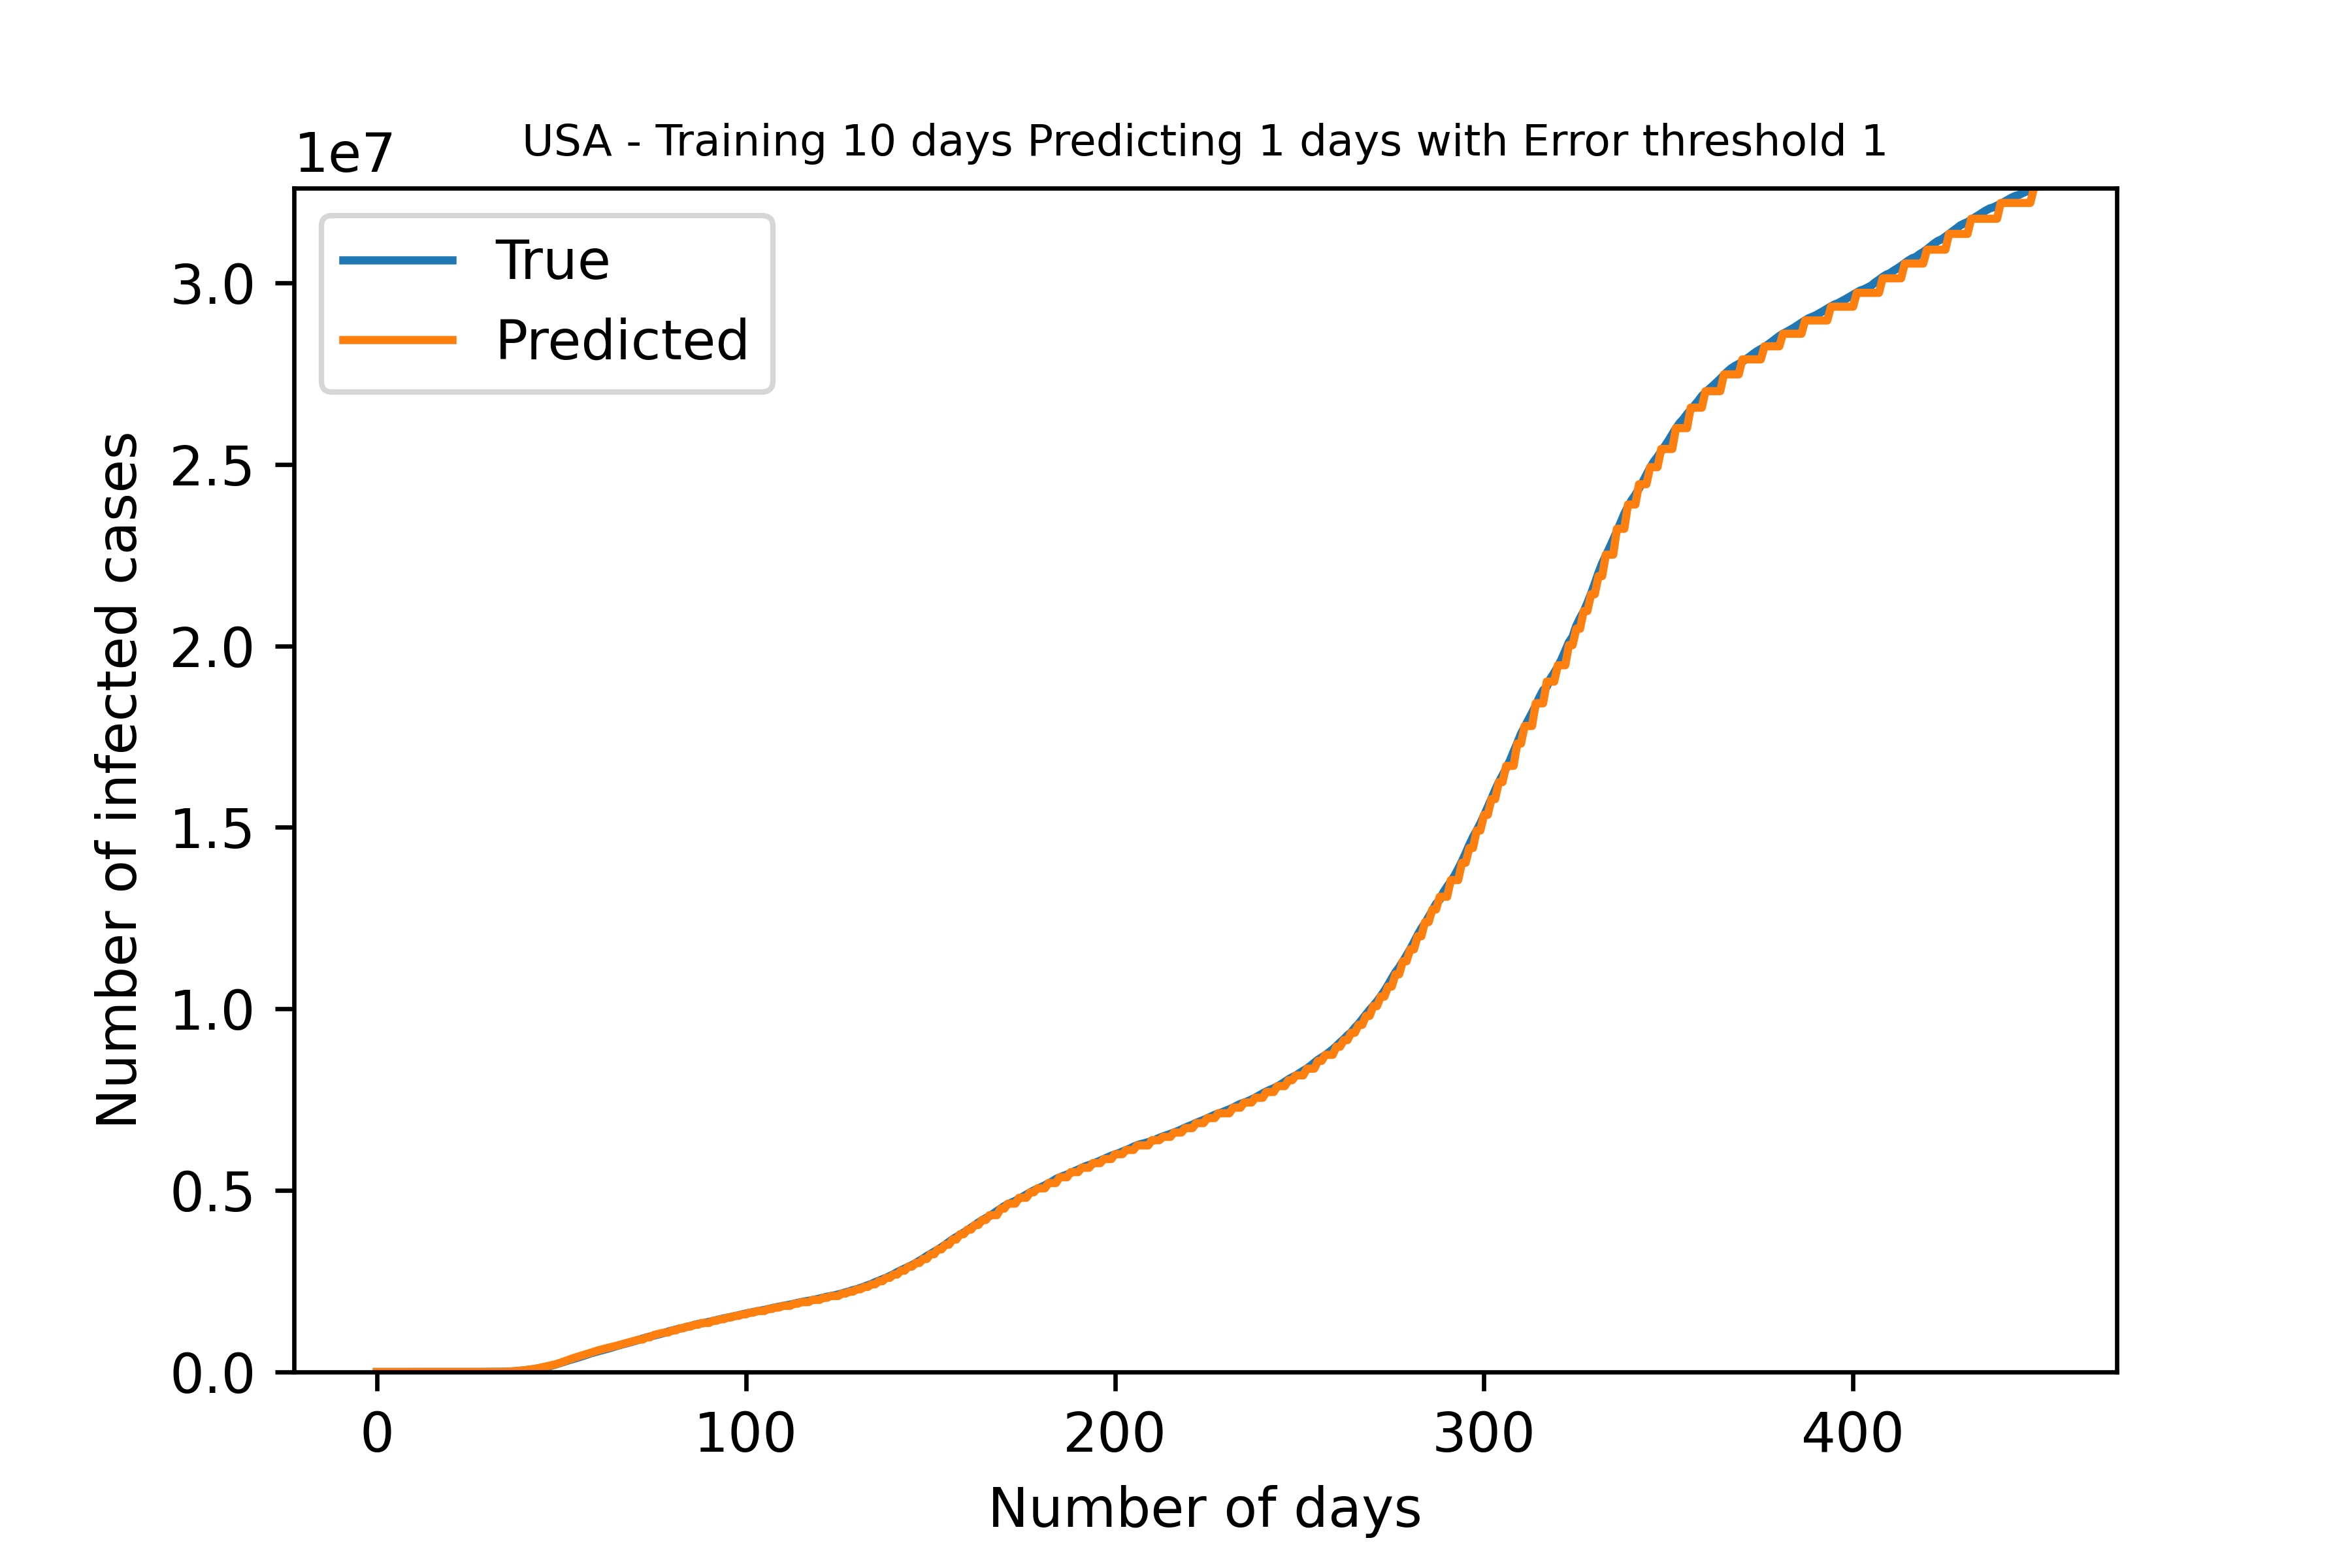 USA - Training 10 days Predicting 1 days with Error threshold 1
1e7
True
Predicted
3.0
2.5
2.0
1.5
1.0
0.5
0.0
Number of infected cases
0 100 200 300 400
Number of days